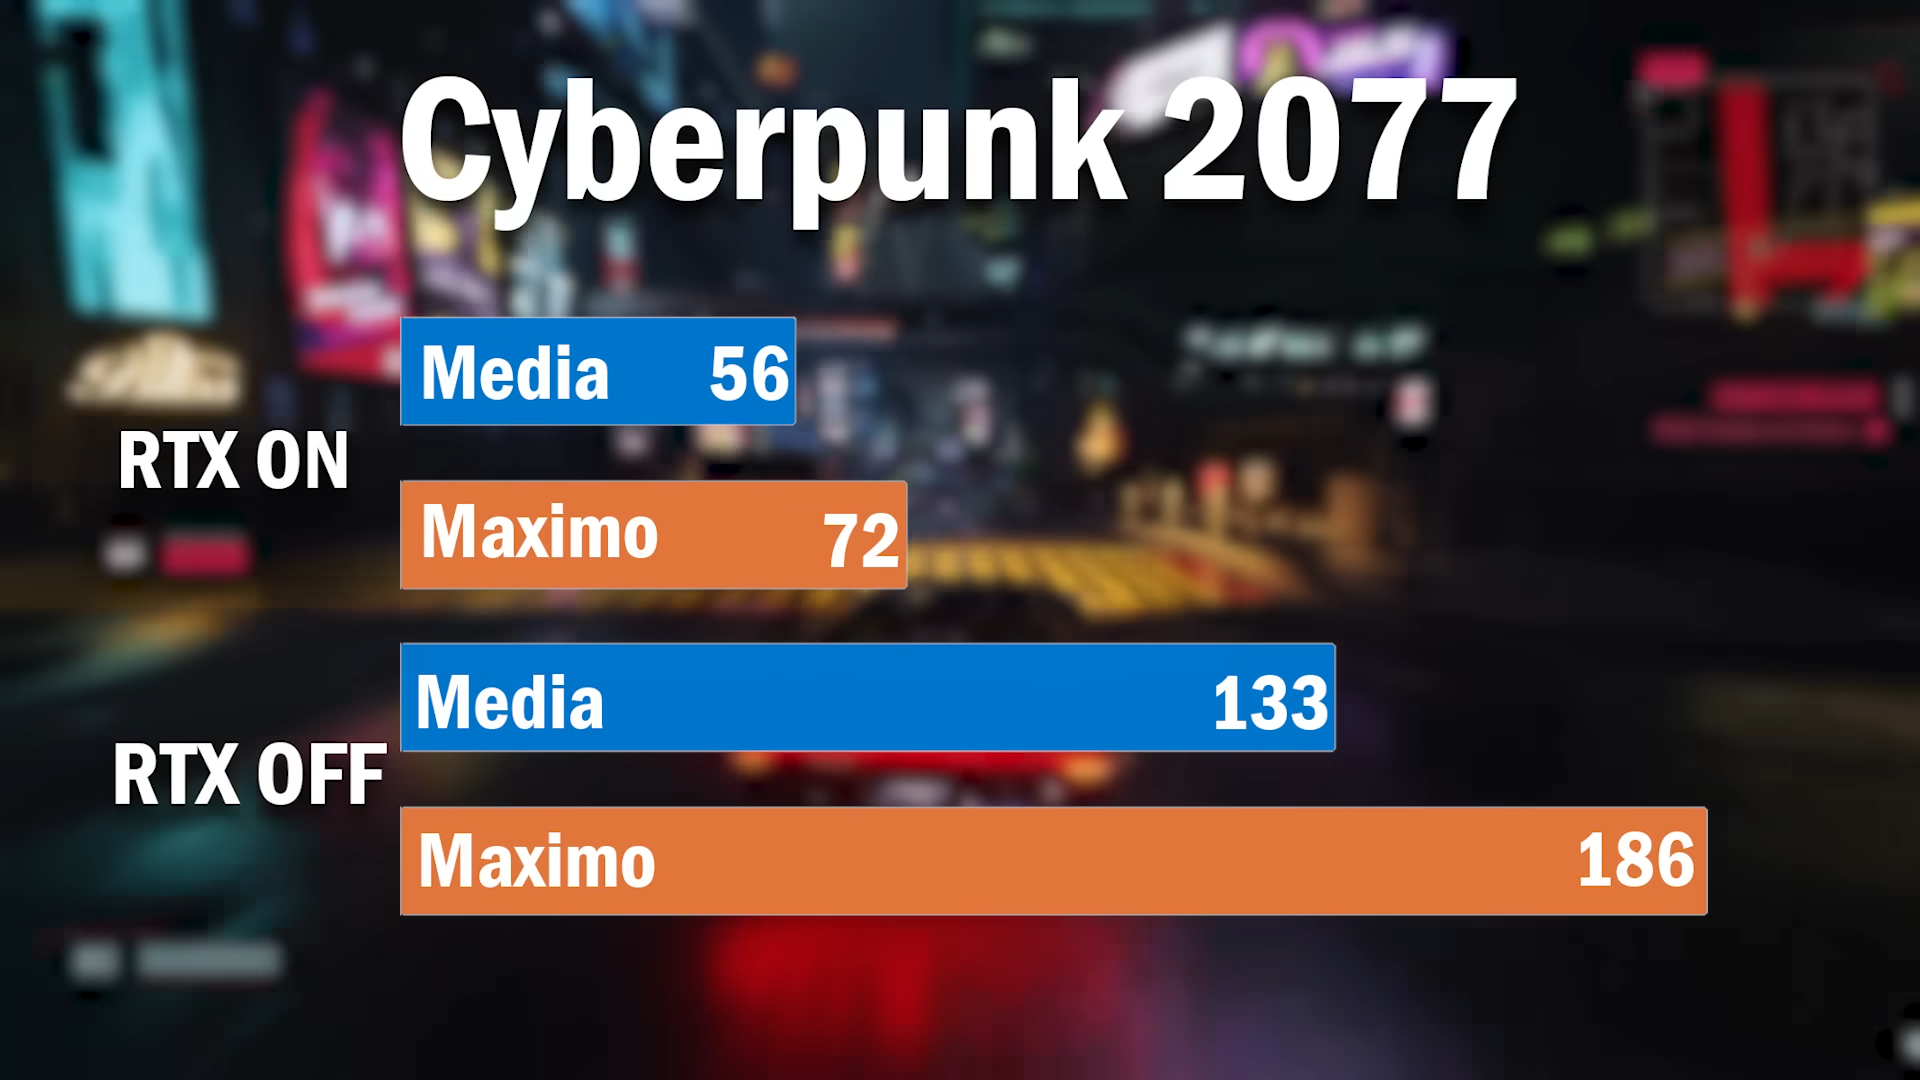 Cyberpunk 2077
RTX ON
Media 56
Maximo 72
RTX OFF
Media 133
Maximo 186